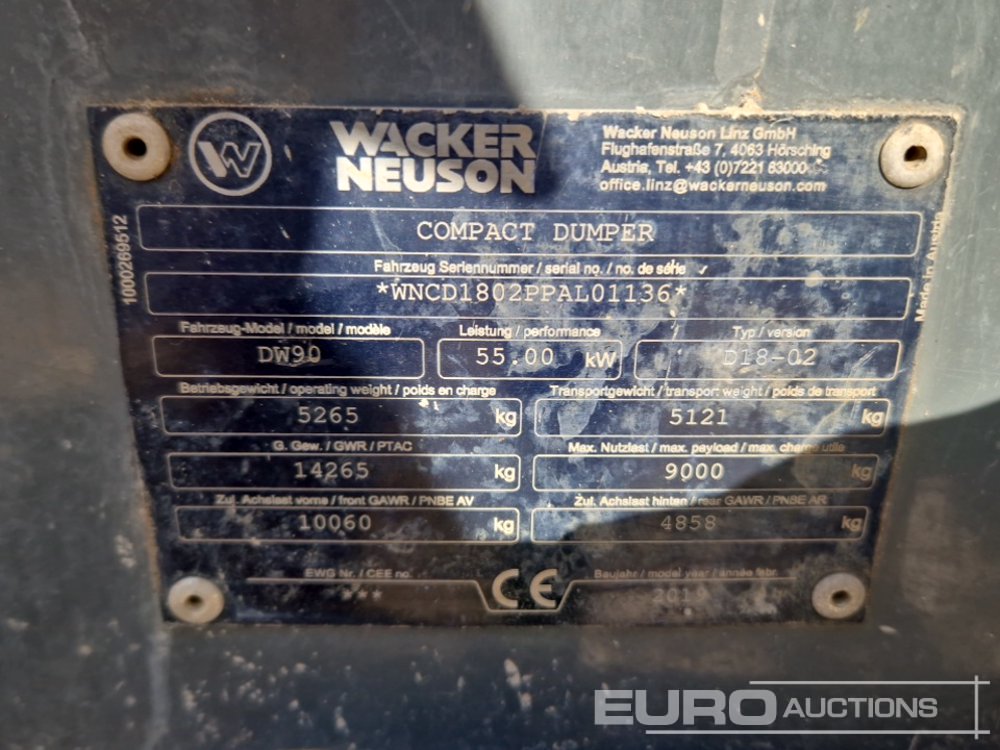 W
WACKER
NEUSON
Wacker Neuson Linz GmbH
Flughafenstraße 7, 4063 Hörsching
Austria, Tel. +43 (0)7221 63000
office.linz@wackerneuson.com
1000269512
COMPACT DUMPER
Made in Austria
Fahrzeug Seriennummer / serial no. / no. de série
*WNCD1802PPAL01136*
Fahrzeug-Model / model / modèle Leistung / performance Typ / version
DW90 55.00 kW D18-02
Betriebsgewicht / operating weight / poids en charge Transportgewicht / transport weight / poids de transport
5265 kg 5121 kg
G. Gew. / GWR / PTAC Max. Nutzlast / max. payload / max. charge utile
14265 kg 9000 kg
Zul. Achslast vorne / front GAWR / PNBE AV Zul. Achslast hinten / rear GAWR / PNBE AR
10060 kg 4858 kg
EWG Nr. / CEE no. CE Baujahr / model year / année fabr.
*** 2019
EURO AUCTIONS